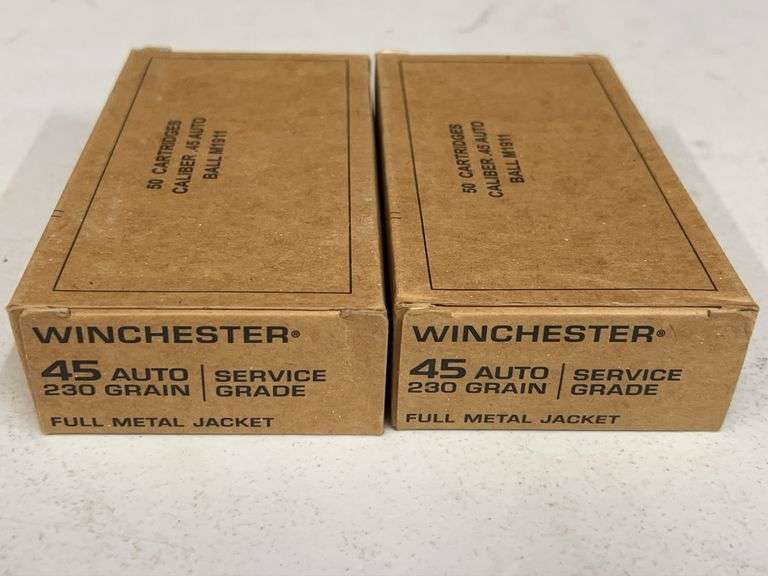 50 CARTRIDGES
CALIBER .45 AUTO
BALL M1911
WINCHESTER®
45 AUTO
230 GRAIN
SERVICE
GRADE
FULL METAL JACKET
50 CARTRIDGES
CALIBER .45 AUTO
BALL M1911
WINCHESTER®
45 AUTO
230 GRAIN
SERVICE
GRADE
FULL METAL JACKET